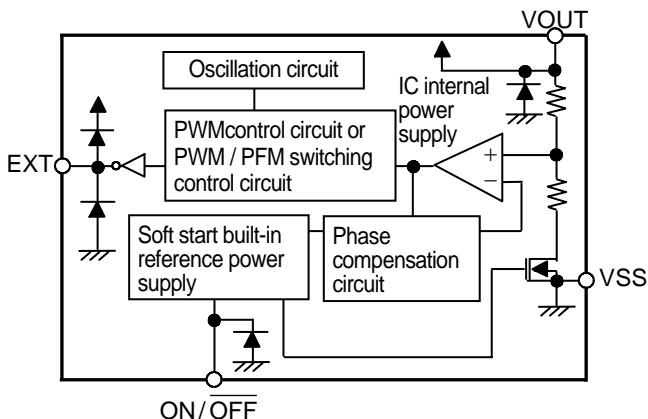 VOUT
Oscillation circuit
IC internal
power
supply
PWMcontrol circuit or
PWM / PFM switching
control circuit
EXT
+
−
Soft start built-in
reference power
supply
Phase
compensation
circuit
VSS
ON/OFF